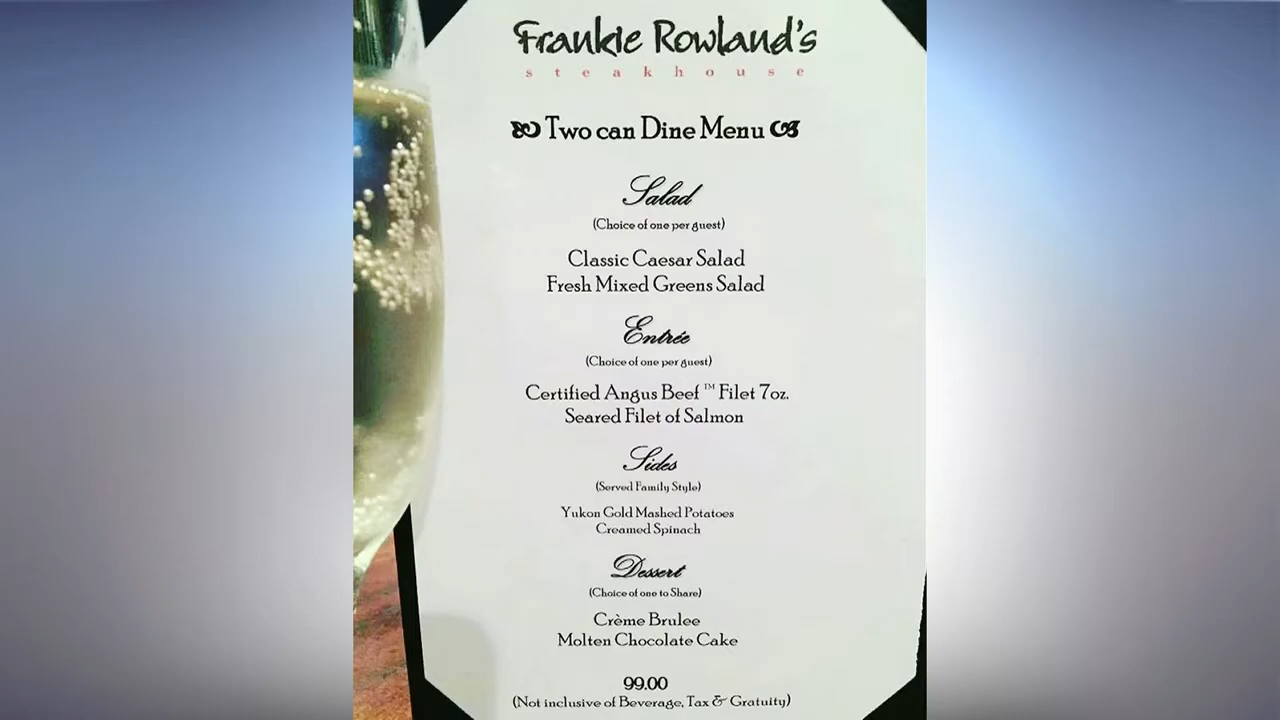 Frankie Rowland's
steakhouse
Two can Dine Menu
Salad
(Choice of one per guest)
Classic Caesar Salad
Fresh Mixed Greens Salad
Entrée
(Choice of one per guest)
Certified Angus Beef ™ Filet 7oz.
Seared Filet of Salmon
Sides
(Served Family Style)
Yukon Gold Mashed Potatoes
Creamed Spinach
Dessert
(Choice of one to Share)
Crème Brulee
Molten Chocolate Cake
99.00
(Not inclusive of Beverage, Tax & Gratuity)